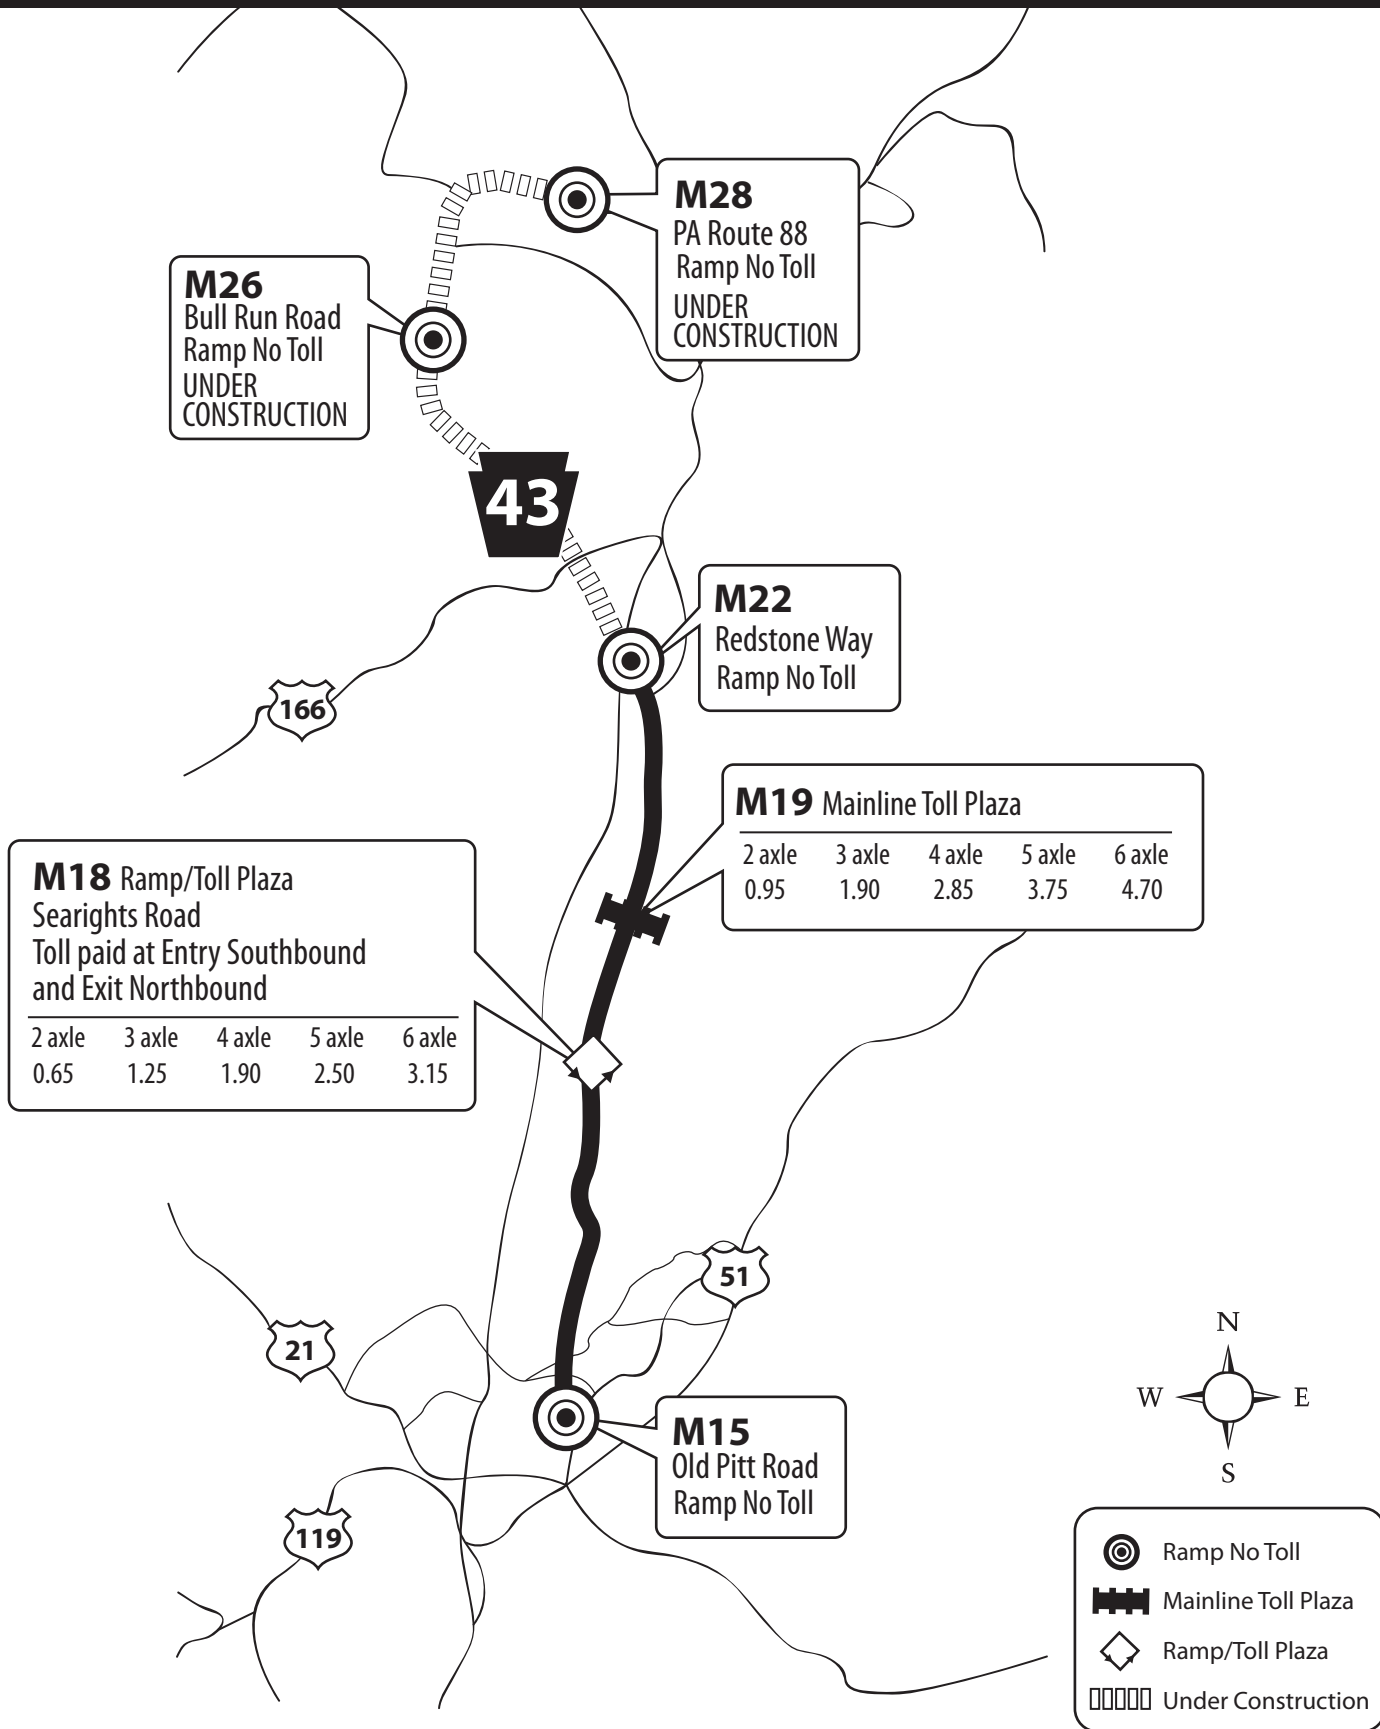 M28
PA Route 88
Ramp No Toll
UNDER
CONSTRUCTION
M26
Bull Run Road
Ramp No Toll
UNDER
CONSTRUCTION
43
M22
Redstone Way
Ramp No Toll
166
M19 Mainline Toll Plaza
2 axle 3 axle 4 axle 5 axle 6 axle
0.95 1.90 2.85 3.75 4.70
M18 Ramp/Toll Plaza
Searights Road
Toll paid at Entry Southbound
and Exit Northbound
2 axle 3 axle 4 axle 5 axle 6 axle
0.65 1.25 1.90 2.50 3.15
51
21
M15
Old Pitt Road
Ramp No Toll
119
N
W E
S
Ramp No Toll
Mainline Toll Plaza
Ramp/Toll Plaza
Under Construction